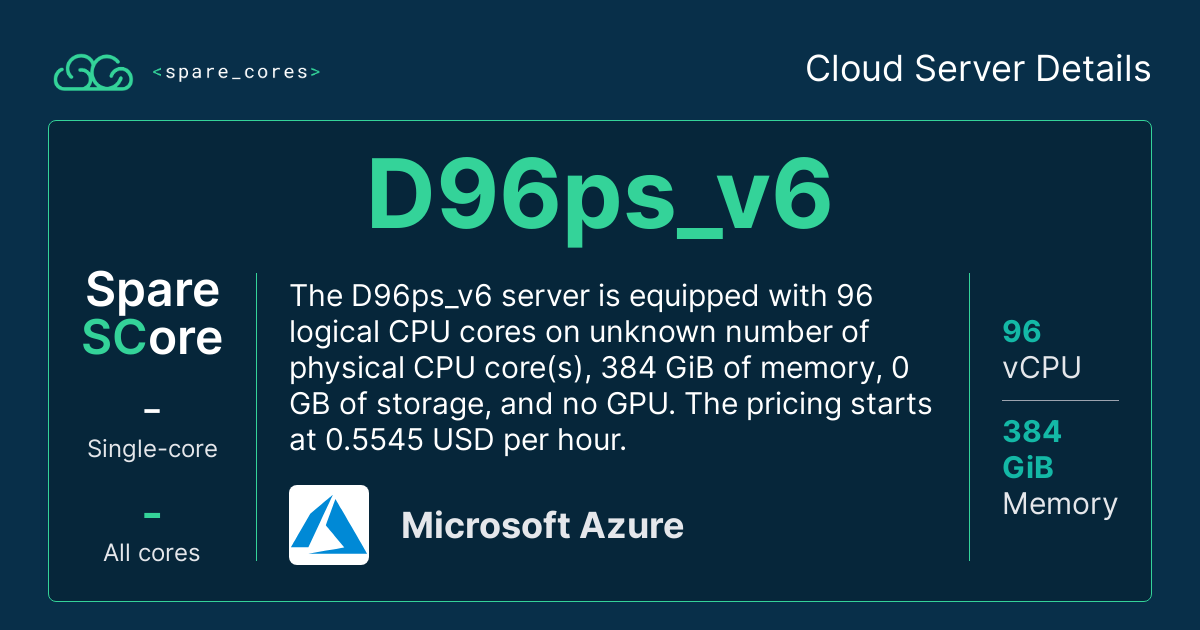 <spare_cores>
Cloud Server Details
D96ps_v6
Spare
SCore
–
Single-core
–
All cores
The D96ps_v6 server is equipped with 96
logical CPU cores on unknown number of
physical CPU core(s), 384 GiB of memory, 0
GB of storage, and no GPU. The pricing starts
at 0.5545 USD per hour.
Microsoft Azure
96
vCPU
384
GiB
Memory